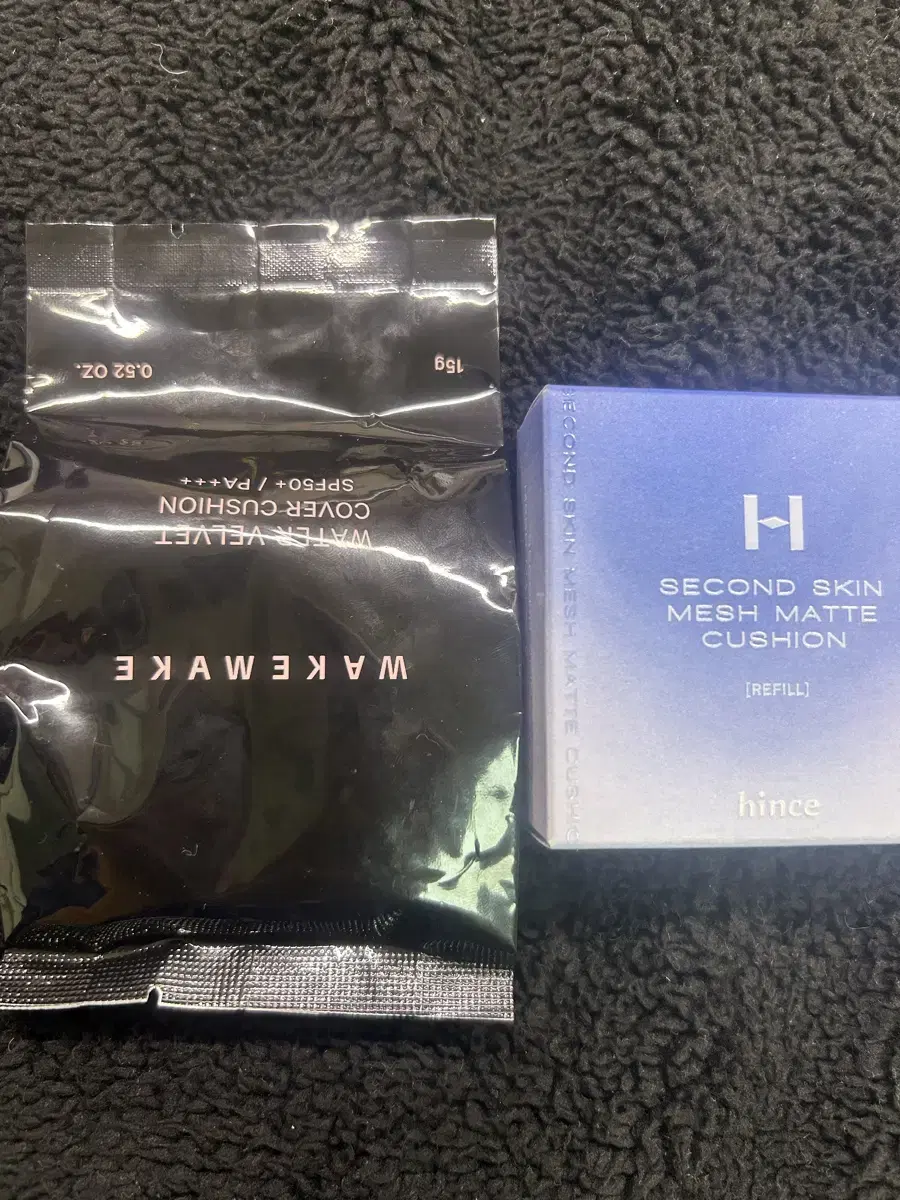 WAKEMAKE
WATER VELVET
COVER CUSHION
SPF50+ / PA+++
15g
0.52 OZ.
SECOND SKIN MESH MATTE CUSHIO
H
SECOND SKIN
MESH MATTE
CUSHION
[REFILL]
hince